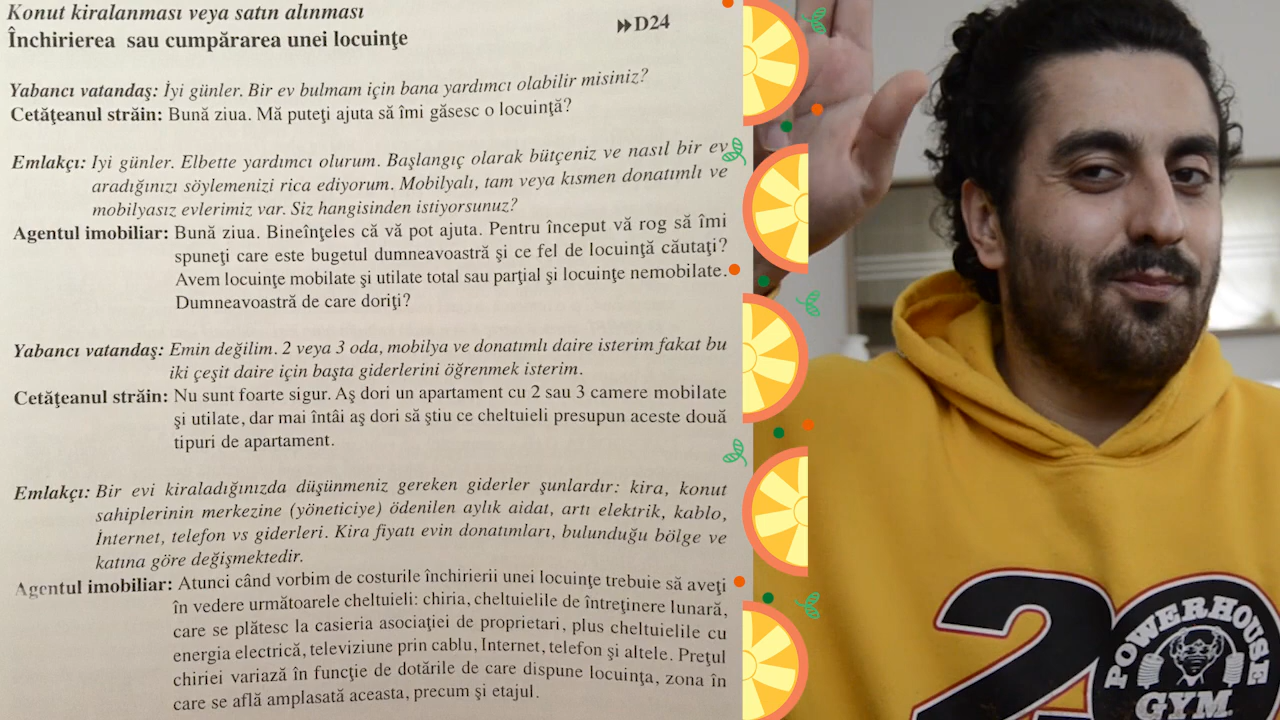 Konut kiralanması veya satın alınması
Închirierea sau cumpărarea unei locuinţe
D24
Yabancı vatandaş: İyi günler. Bir ev bulmam için bana yardımcı olabilir misiniz?
Cetăţeanul străin: Bună ziua. Mă puteţi ajuta să îmi găsesc o locuinţă?
Emlakçı: Iyi günler. Elbette yardımcı olurum. Başlangıç olarak bütçeniz ve nasıl bir ev
aradığınızı söylemenizi rica ediyorum. Mobilyalı, tam veya kısmen donatımlı ve
mobilyasız evlerimiz var. Siz hangisinden istiyorsunuz?
Agentul imobiliar: Bună ziua. Bineînţeles că vă pot ajuta. Pentru început vă rog să îmi
spuneţi care este bugetul dumneavoastră şi ce fel de locuinţă căutaţi?
Avem locuinţe mobilate şi utilate total sau parţial şi locuinţe nemobilate.
Dumneavoastră de care doriţi?
Yabancı vatandaş: Emin değilim. 2 veya 3 oda, mobilya ve donatımlı daire isterim fakat bu
iki çeşit daire için başta giderlerini öğrenmek isterim.
Cetăţeanul străin: Nu sunt foarte sigur. Aş dori un apartament cu 2 sau 3 camere mobilate
şi utilate, dar mai întâi aş dori să ştiu ce cheltuieli presupun aceste două
tipuri de apartament.
Emlakçı: Bir evi kiraladığınızda düşünmeniz gereken giderler şunlardır: kira, konut
sahiplerinin merkezine (yöneticiye) ödenilen aylık aidat, artı elektrik, kablo,
İnternet, telefon vs giderleri. Kira fiyatı evin donatımları, bulunduğu bölge ve
katına göre değişmektedir.
Agentul imobiliar: Atunci când vorbim de costurile închirierii unei locuinţe trebuie să aveţi
în vedere următoarele cheltuieli: chiria, cheltuielile de întreţinere lunară,
care se plătesc la casieria asociaţiei de proprietari, plus cheltuielile cu
energia electrică, televiziune prin cablu, Internet, telefon şi altele. Preţul
chiriei variază în funcţie de dotările de care dispune locuinţa, zona în
care se află amplasată aceasta, precum şi etajul.
20
POWERHOUSE
GYM